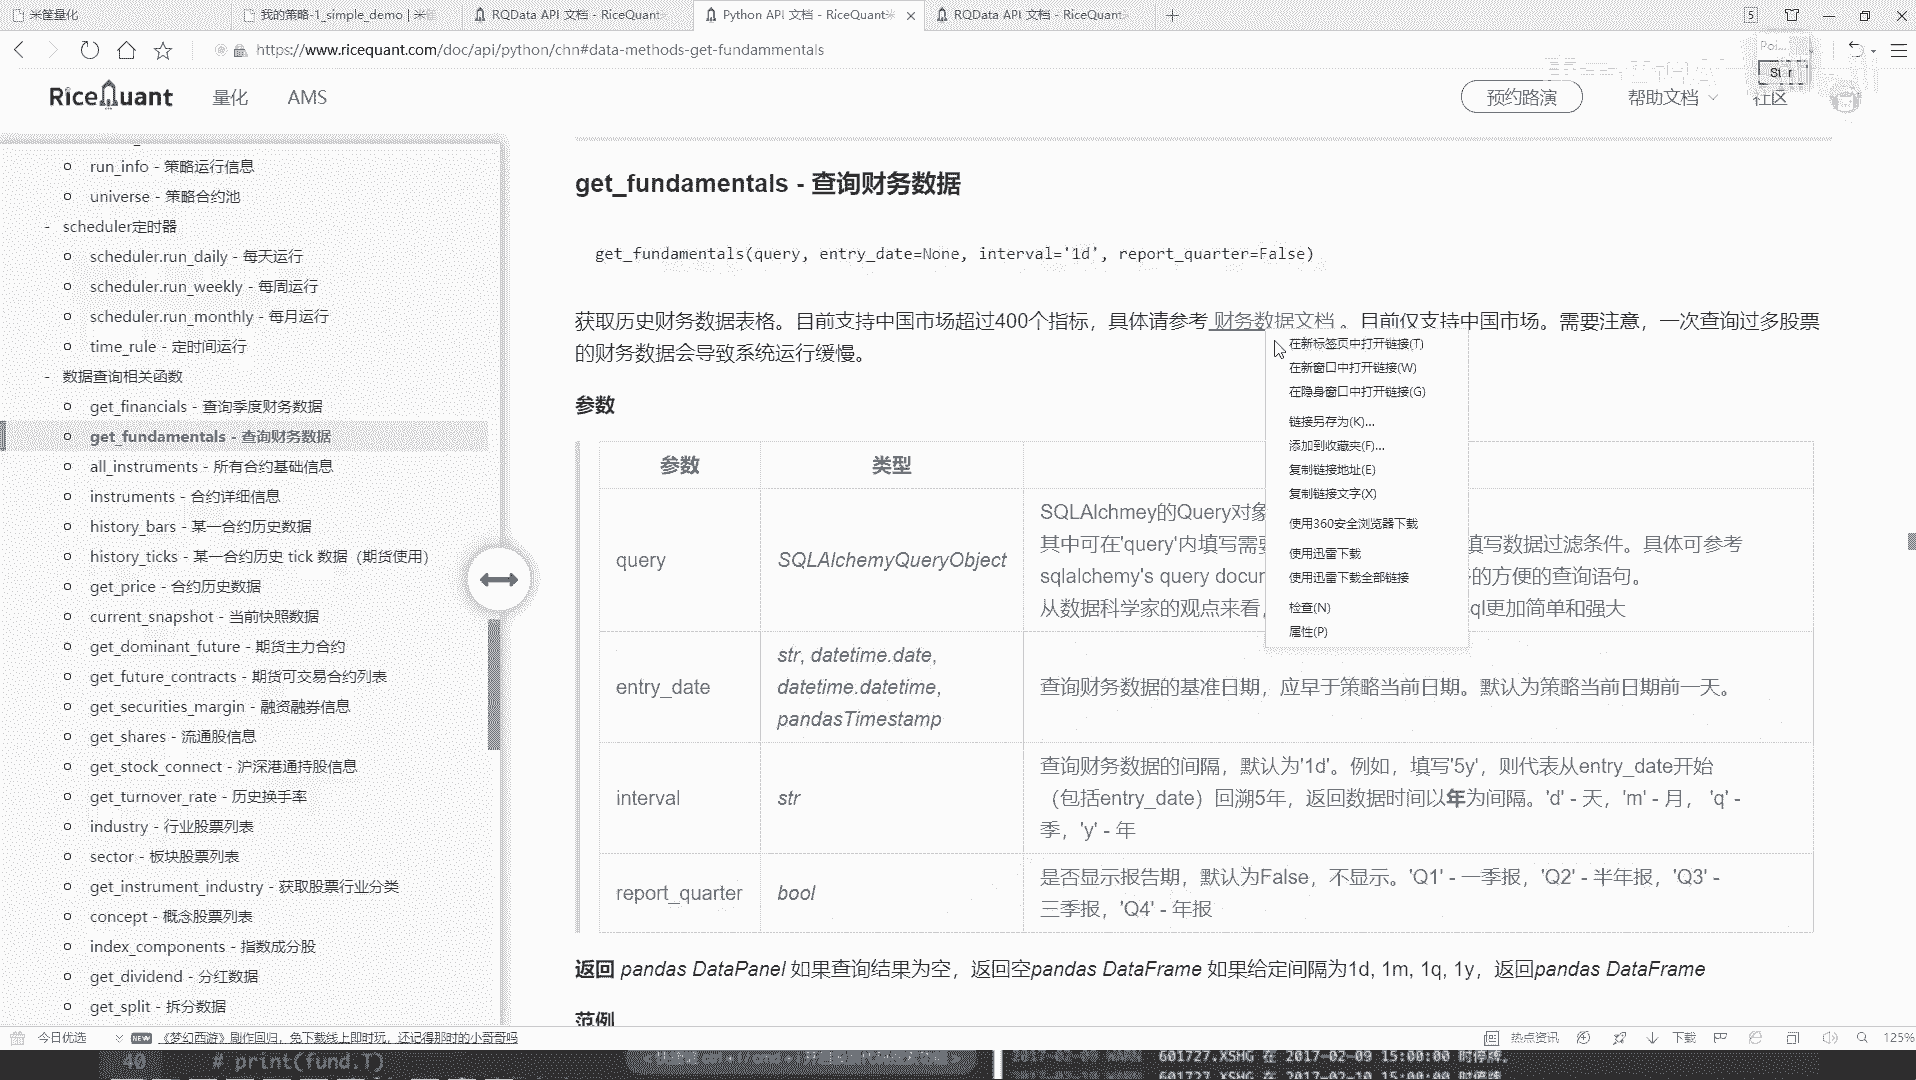 米筐量化
我的策略-1_simple_demo | 米筐
RQData API 文档 - RiceQuant
Python API 文档 - RiceQuant米
RQData API 文档 - RiceQuant
5
https://www.ricequant.com/doc/api/python/chn#data-methods-get-fundammentals
RiceQuant
量化
AMS
预约路演
帮助文档
社区
run_info - 策略运行信息
universe - 策略合约池
- scheduler定时器
scheduler.run_daily - 每天运行
scheduler.run_weekly - 每周运行
scheduler.run_monthly - 每月运行
time_rule - 定时间运行
- 数据查询相关函数
get_financials - 查询季度财务数据
get_fundamentals - 查询财务数据
all_instruments - 所有合约基础信息
instruments - 合约详细信息
history_bars - 某一合约历史数据
history_ticks - 某一合约历史 tick 数据（期货使用）
get_price - 合约历史数据
current_snapshot - 当前快照数据
get_dominant_future - 期货主力合约
get_future_contracts - 期货可交易合约列表
get_securities_margin - 融资融券信息
get_shares - 流通股信息
get_stock_connect - 沪深港通持股信息
get_turnover_rate - 历史换手率
industry - 行业股票列表
sector - 板块股票列表
get_instrument_industry - 获取股票行业分类
concept - 概念股票列表
index_components - 指数成分股
get_dividend - 分红数据
get_split - 拆分数据
get_fundamentals - 查询财务数据
get_fundamentals(query, entry_date=None, interval='1d', report_quarter=False)
获取历史财务数据表格。目前支持中国市场超过400个指标，具体请参考 财务数据文档 。目前仅支持中国市场。需要注意，一次查询过多股票
的财务数据会导致系统运行缓慢。
在新标签页中打开链接(T)
在新窗口中打开链接(W)
在隐身窗口中打开链接(G)
链接另存为(K)...
添加到收藏夹(F)...
复制链接地址(E)
复制链接文字(X)
使用360安全浏览器下载
使用迅雷下载
使用迅雷下载全部链接
检查(N)
属性(P)
参数
参数
类型
query
SQLAlchemyQueryObject
SQLAlchmey的Query对象
其中可在'query'内填写需要 填写数据过滤条件。具体可参考
sqlalchemy's query docum 的方便的查询语句。
从数据科学家的观点来看， ql更加简单和强大
entry_date
str, datetime.date,
datetime.datetime,
pandasTimestamp
查询财务数据的基准日期，应早于策略当前日期。默认为策略当前日期前一天。
interval
str
查询财务数据的间隔，默认为'1d'。例如，填写'5y'，则代表从entry_date开始
（包括entry_date）回溯5年，返回数据时间以年为间隔。'd' - 天，'m' - 月， 'q' -
季，'y' - 年
report_quarter
bool
是否显示报告期，默认为False，不显示。'Q1' - 一季报，'Q2' - 半年报，'Q3' -
三季报，'Q4' - 年报
返回 pandas DataPanel 如果查询结果为空，返回空pandas DataFrame 如果给定间隔为1d, 1m, 1q, 1y，返回pandas DataFrame
范例
今日优选
NEW
《梦幻西游》剧作回归，免下载线上即时玩，还记得那时的小哥哥吗
热点资讯
下载
125%
40 # print(fund.T)
601727.XSHG 在 2017-02-09 15:00:00 时停牌。
601727.XSHG 在 2017-02-10 15:00:00 时停牌。